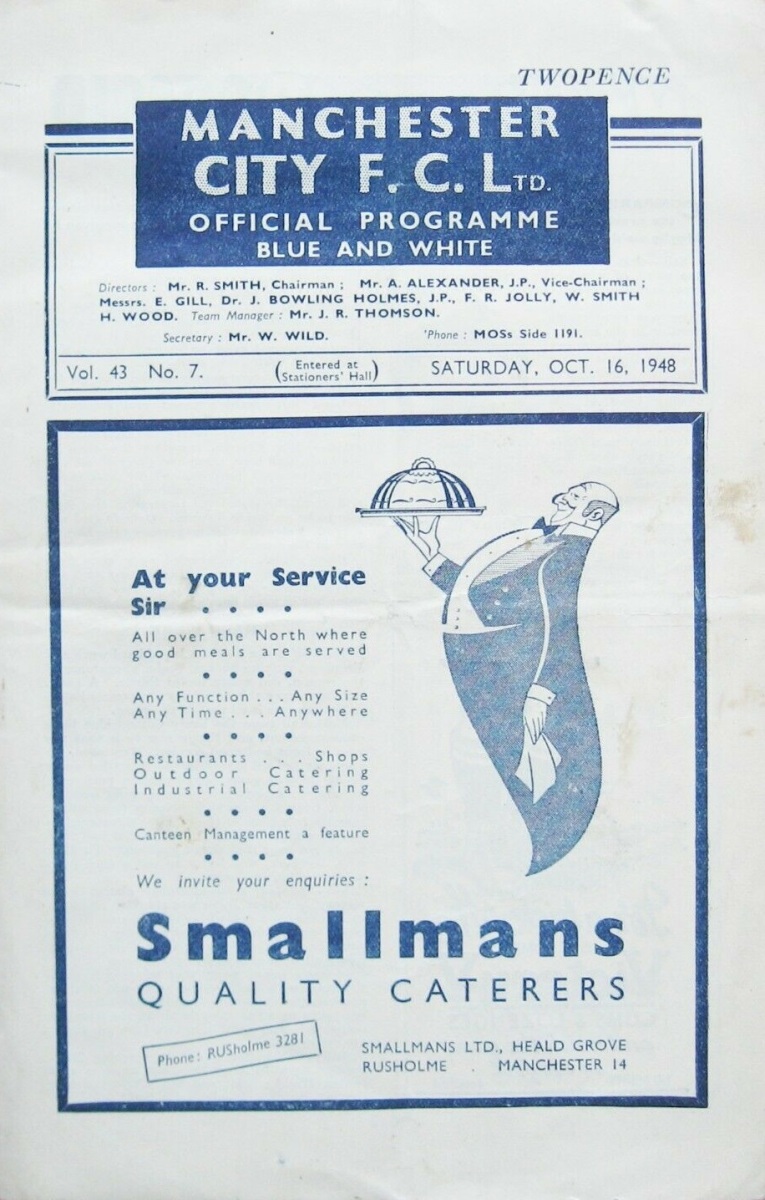 TWOPENCE
MANCHESTER
CITY F.C. LTD.
OFFICIAL PROGRAMME
BLUE AND WHITE
Directors : Mr. R. SMITH, Chairman ; Mr. A. ALEXANDER, J.P., Vice-Chairman ;
Messrs. E. GILL, Dr. J. BOWLING HOLMES, J.P., F. R. JOLLY, W. SMITH
H. WOOD. Team Manager : Mr. J. R. THOMSON.
Secretary : Mr. W. WILD. 'Phone : MOSs Side 1191.
Vol. 43 No. 7. (Entered at Stationers' Hall) SATURDAY, OCT. 16, 1948
At your Service
Sir . . . .
All over the North where
good meals are served
. . . .
Any Function . . . Any Size
Any Time . . . Anywhere
. . . .
Restaurants . . . Shops
Outdoor Catering
Industrial Catering
. . . .
Canteen Management a feature
. . . .
We invite your enquiries :
Smallmans
QUALITY CATERERS
Phone: RUSholme 3281
SMALLMANS LTD., HEALD GROVE
RUSHOLME . MANCHESTER 14